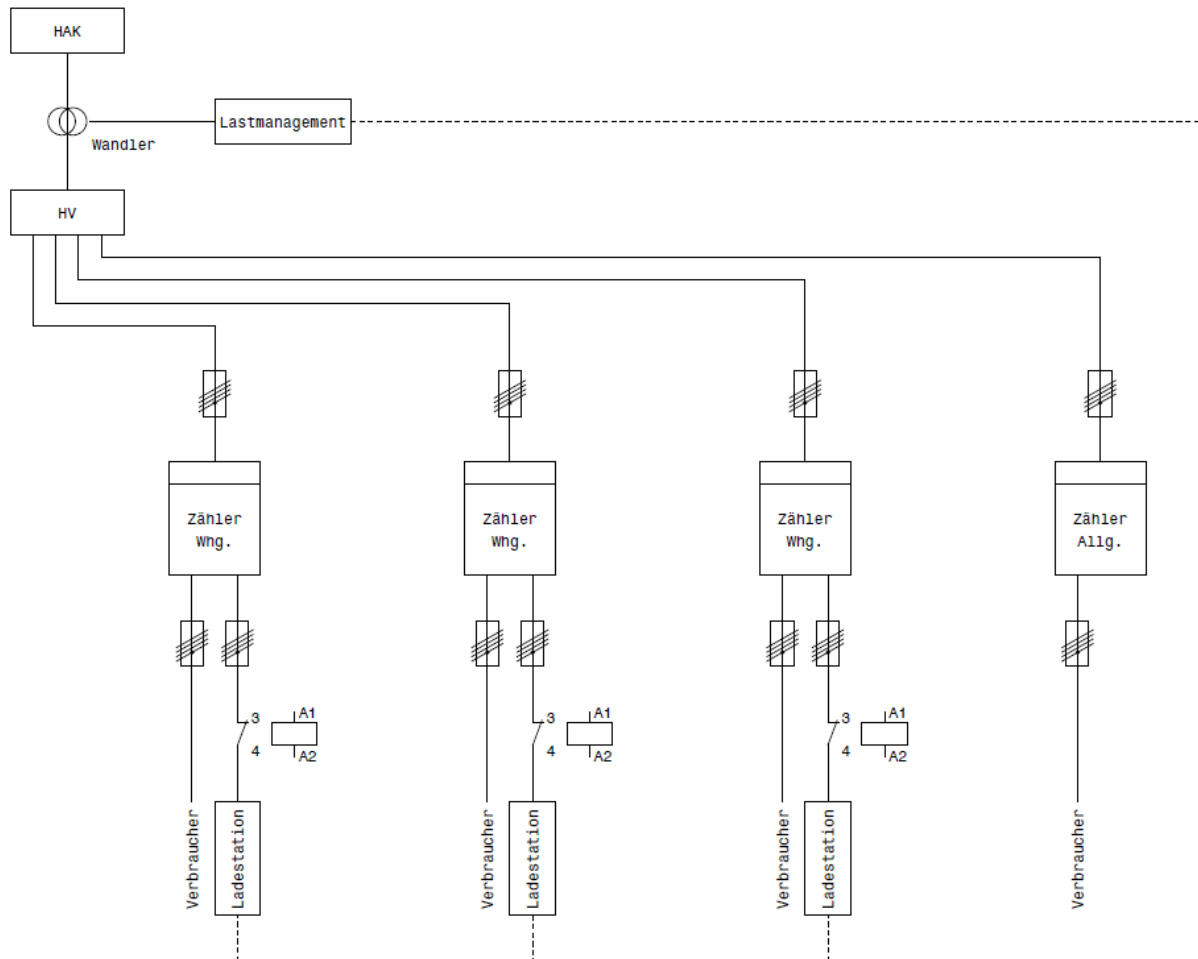 HAK
Lastmanagement
Wandler
HV
Zähler
Whg.
Zähler
Whg.
Zähler
Whg.
Zähler
Allg.
3
4
A1
A2
3
4
A1
A2
3
4
A1
A2
Verbraucher
Ladestation
Verbraucher
Ladestation
Verbraucher
Ladestation
Verbraucher